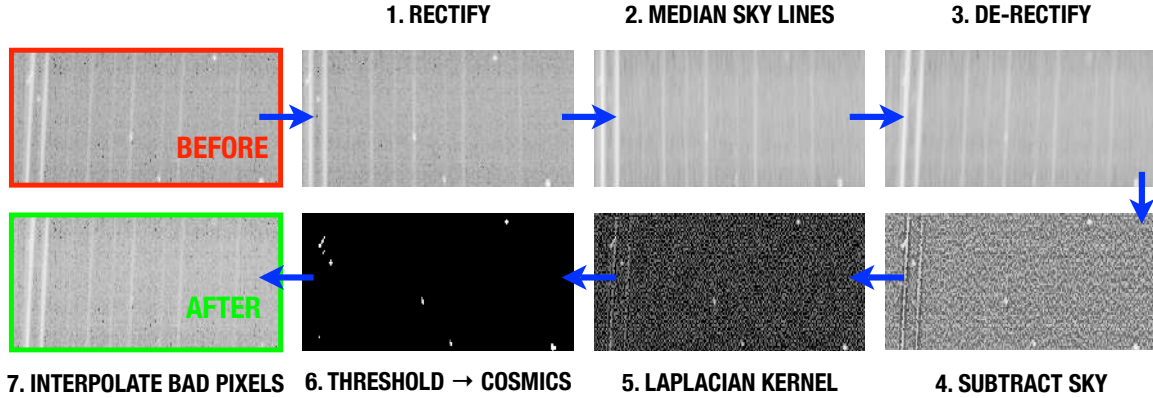 1. RECTIFY
2. MEDIAN SKY LINES
3. DE-RECTIFY
BEFORE
AFTER
7. INTERPOLATE BAD PIXELS
6. THRESHOLD → COSMICS
5. LAPLACIAN KERNEL
4. SUBTRACT SKY